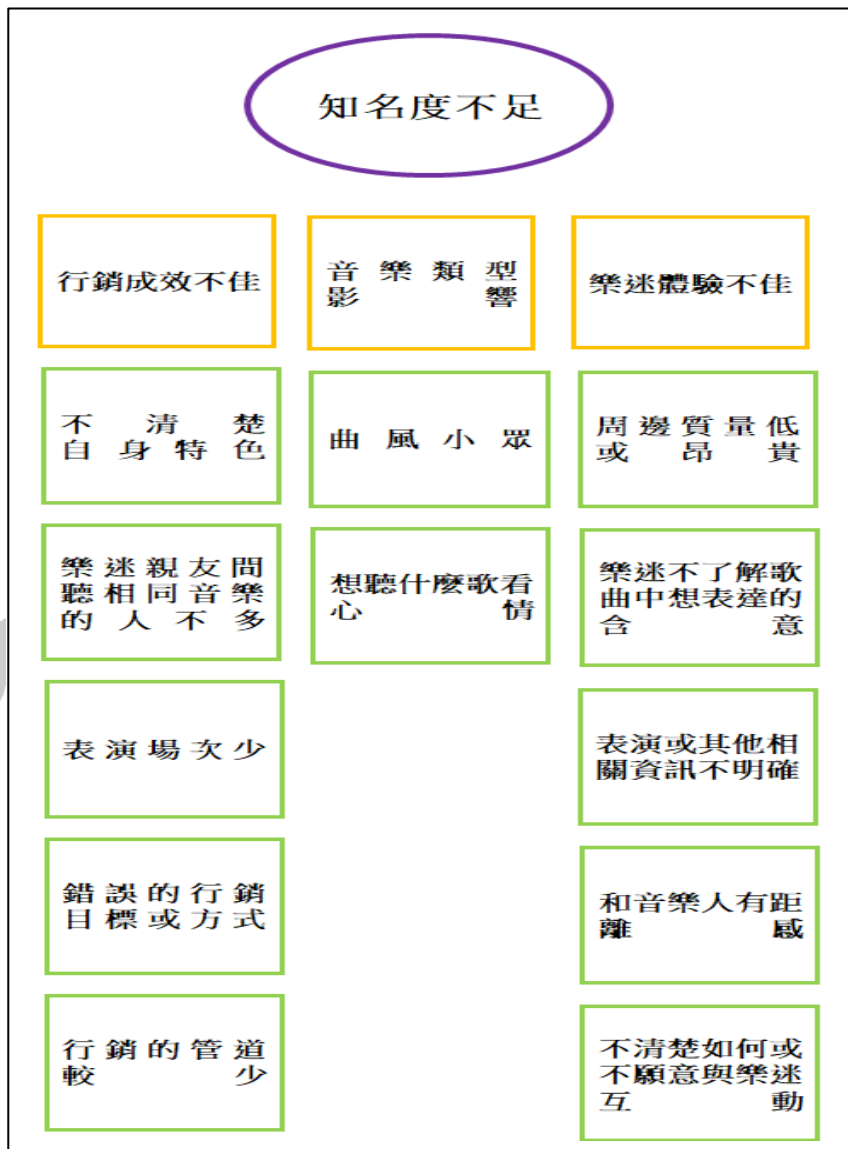 知名度不足
行銷成效不佳
音樂類型
影響
樂迷體驗不佳
不清楚
自身特色
曲風小眾
周邊質量低
或昂貴
樂迷親友間
聽相同音樂
的人不多
想聽什麼歌看
心情
樂迷不了解歌
曲中想表達的
含意
表演場次少
表演或其他相
關資訊不明確
錯誤的行銷
目標或方式
和音樂人有距
離感
行銷的管道
較少
不清楚如何或
不願意與樂迷
互動